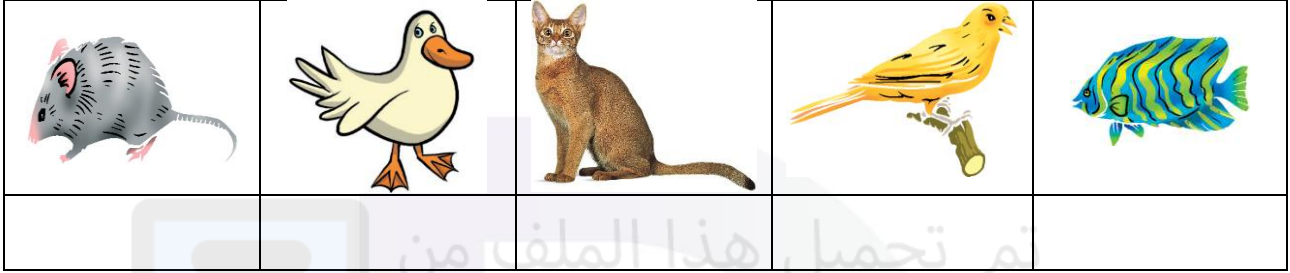 تم تحميل هذا الملف من